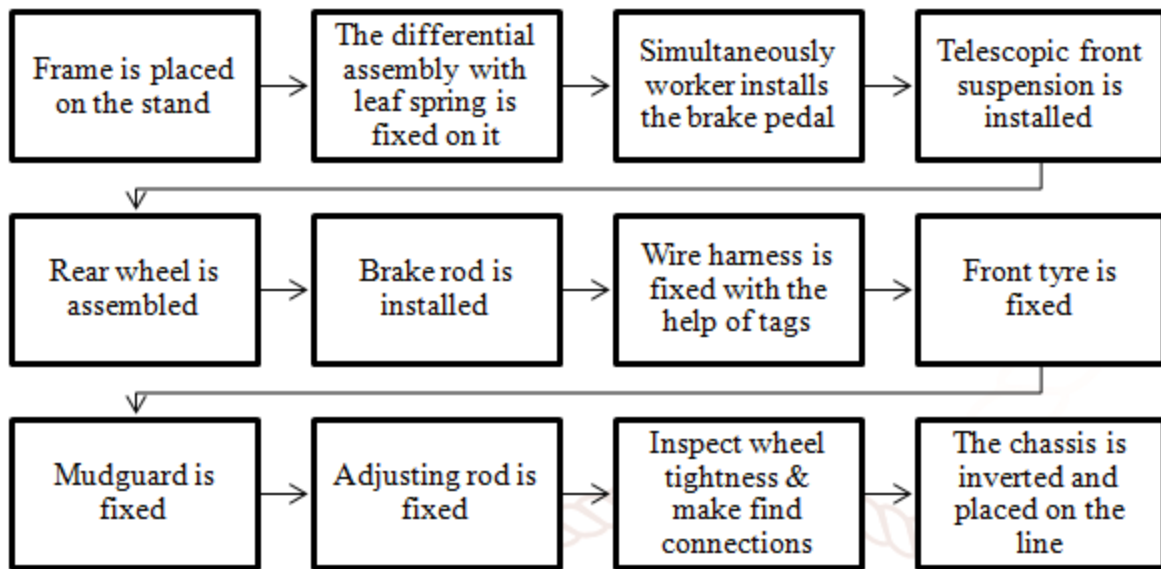 Frame is placed
on the stand
The differential
assembly with
leaf spring is
fixed on it
Simultaneously
worker installs
the brake pedal
Telescopic front
suspension is
installed
Rear wheel is
assembled
Brake rod is
installed
Wire harness is
fixed with the
help of tags
Front tyre is
fixed
Mudguard is
fixed
Adjusting rod is
fixed
Inspect wheel
tightness &
make find
connections
The chassis is
inverted and
placed on the
line